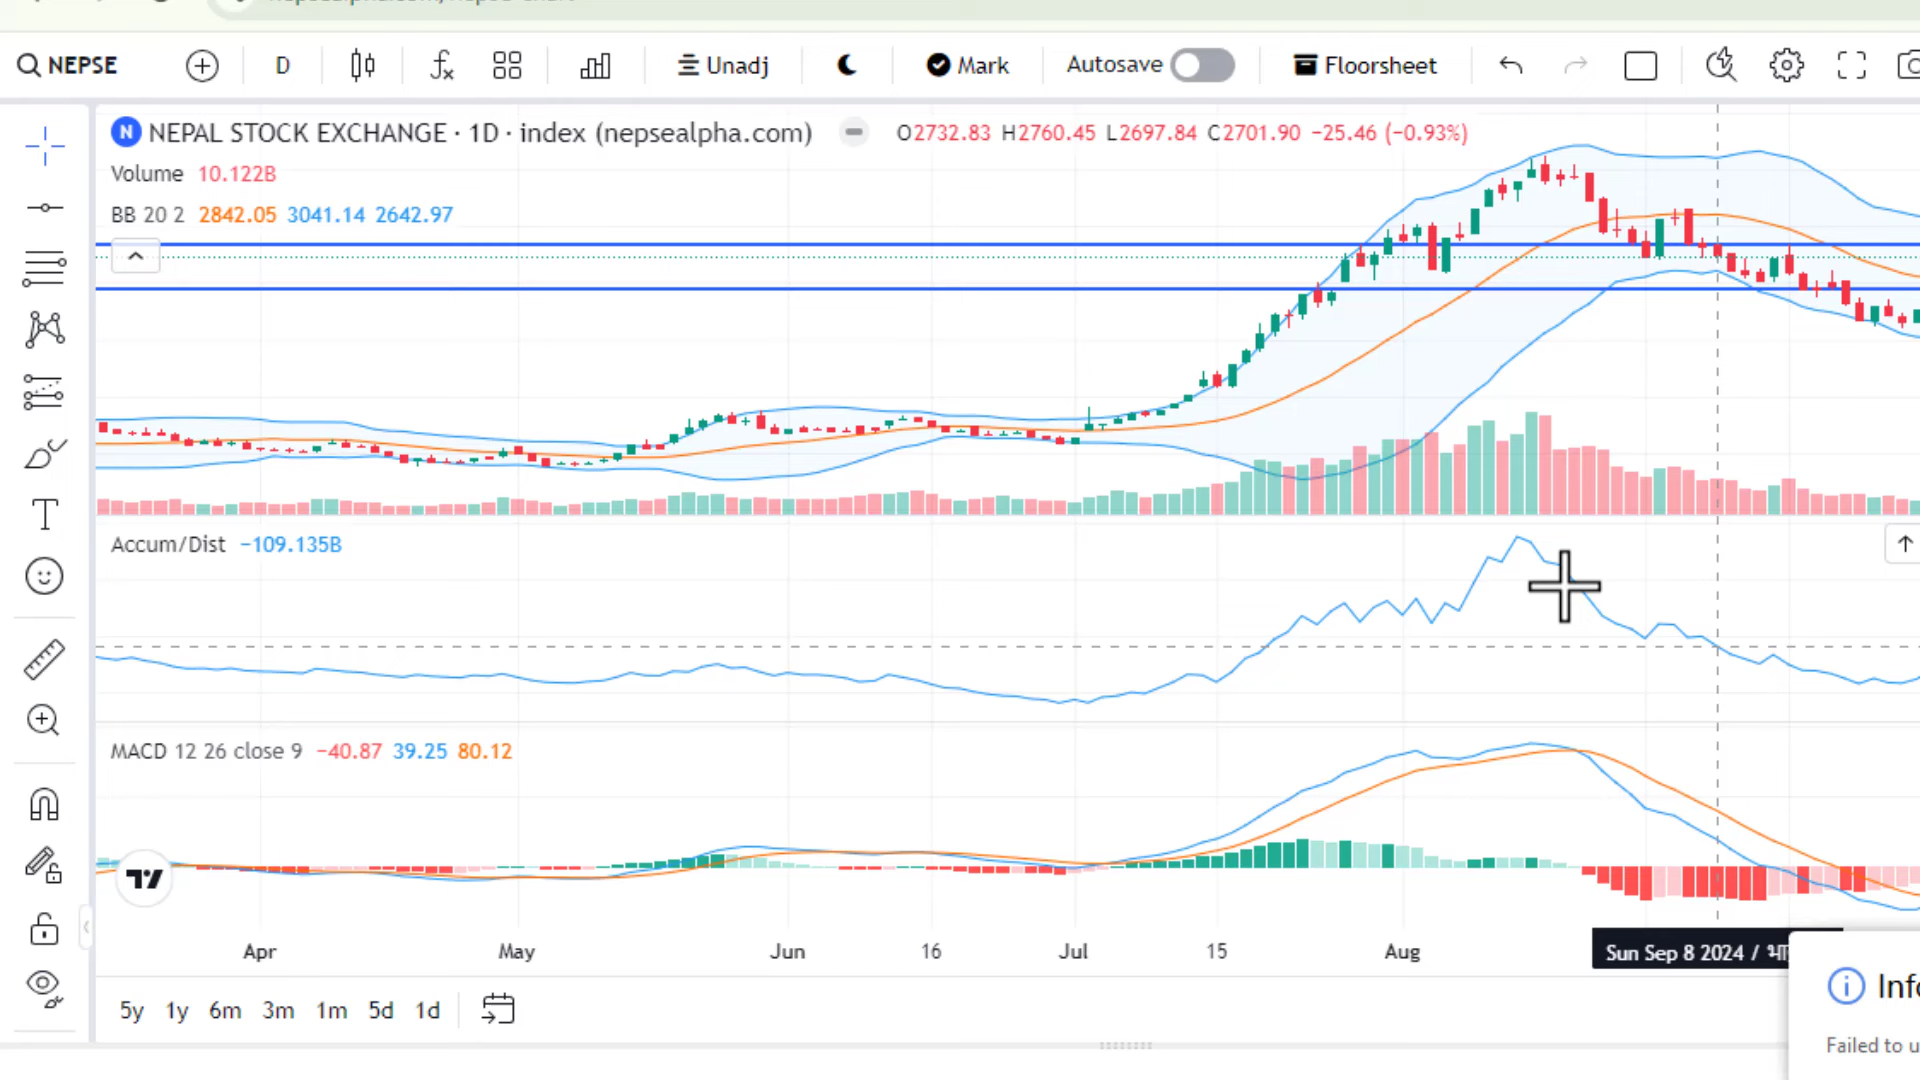 NEPSE D Unadj Mark Autosave Floorsheet
N NEPAL STOCK EXCHANGE · 1D · index (nepsealpha.com) O2732.83 H2760.45 L2697.84 C2701.90 −25.46 (−0.93%)
Volume 10.122B
BB 20 2 2842.05 3041.14 2642.97
Accum/Dist −109.135B
MACD 12 26 close 9 −40.87 39.25 80.12
Apr May Jun 16 Jul 15 Aug Sun Sep 8 2024 /
5y 1y 6m 3m 1m 5d 1d
Failed to